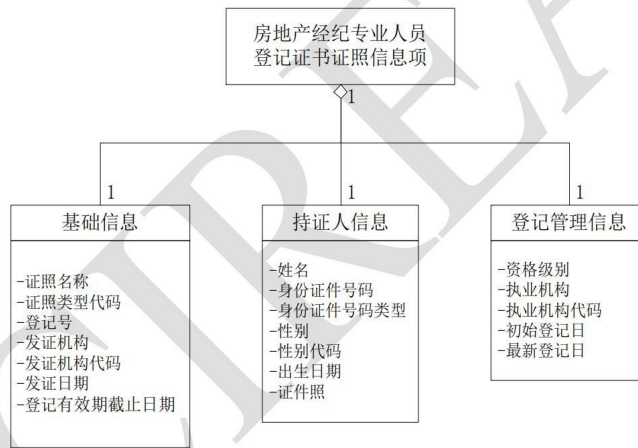 房地产经纪专业人员
登记证书证照信息项
1
1
1
1
基础信息
-证照名称
-证照类型代码
-登记号
-发证机构
-发证机构代码
-发证日期
-登记有效期截止日期
持证人信息
-姓名
-身份证件号码
-身份证件号码类型
-性别
-性别代码
-出生日期
-证件照
登记管理信息
-资格级别
-执业机构
-执业机构代码
-初始登记日
-最新登记日
CIREA